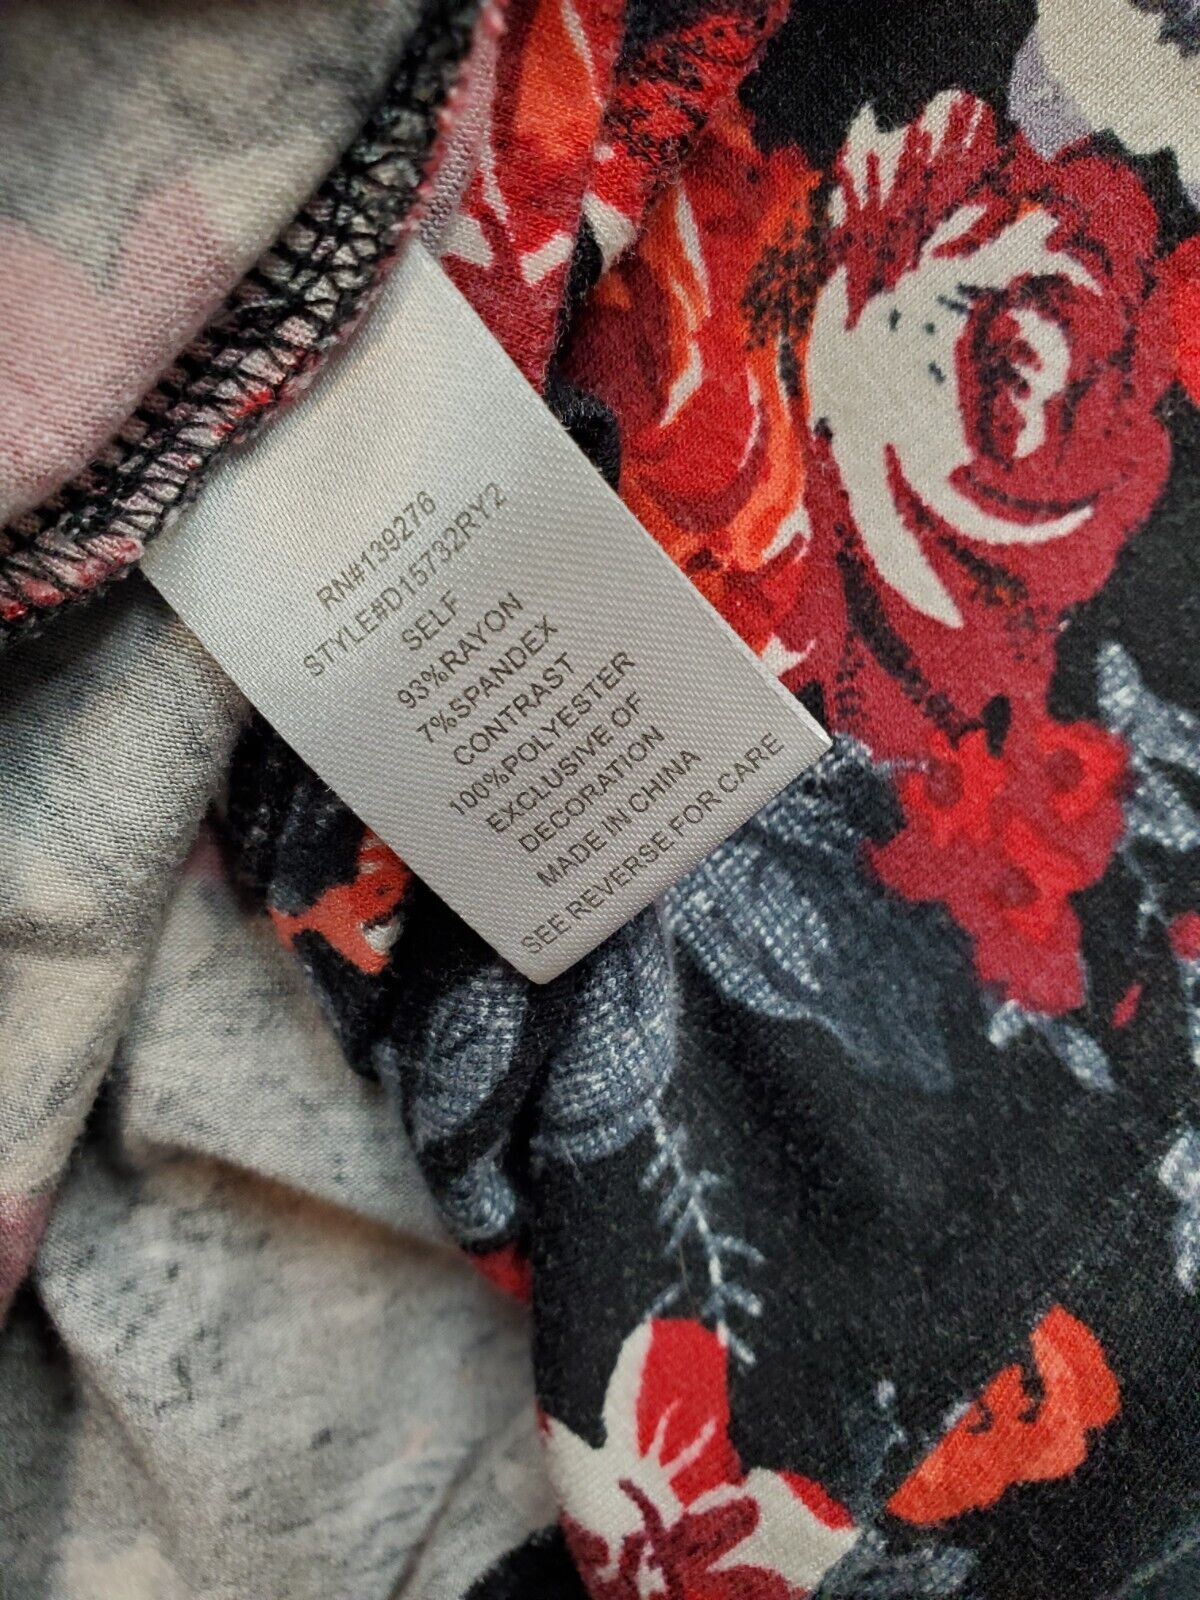 RN#139276
STYLE#D15732RY2
SELF
93%RAYON
7%SPANDEX
CONTRAST
100%POLYESTER
EXCLUSIVE OF
DECORATION
MADE IN CHINA
SEE REVERSE FOR CARE